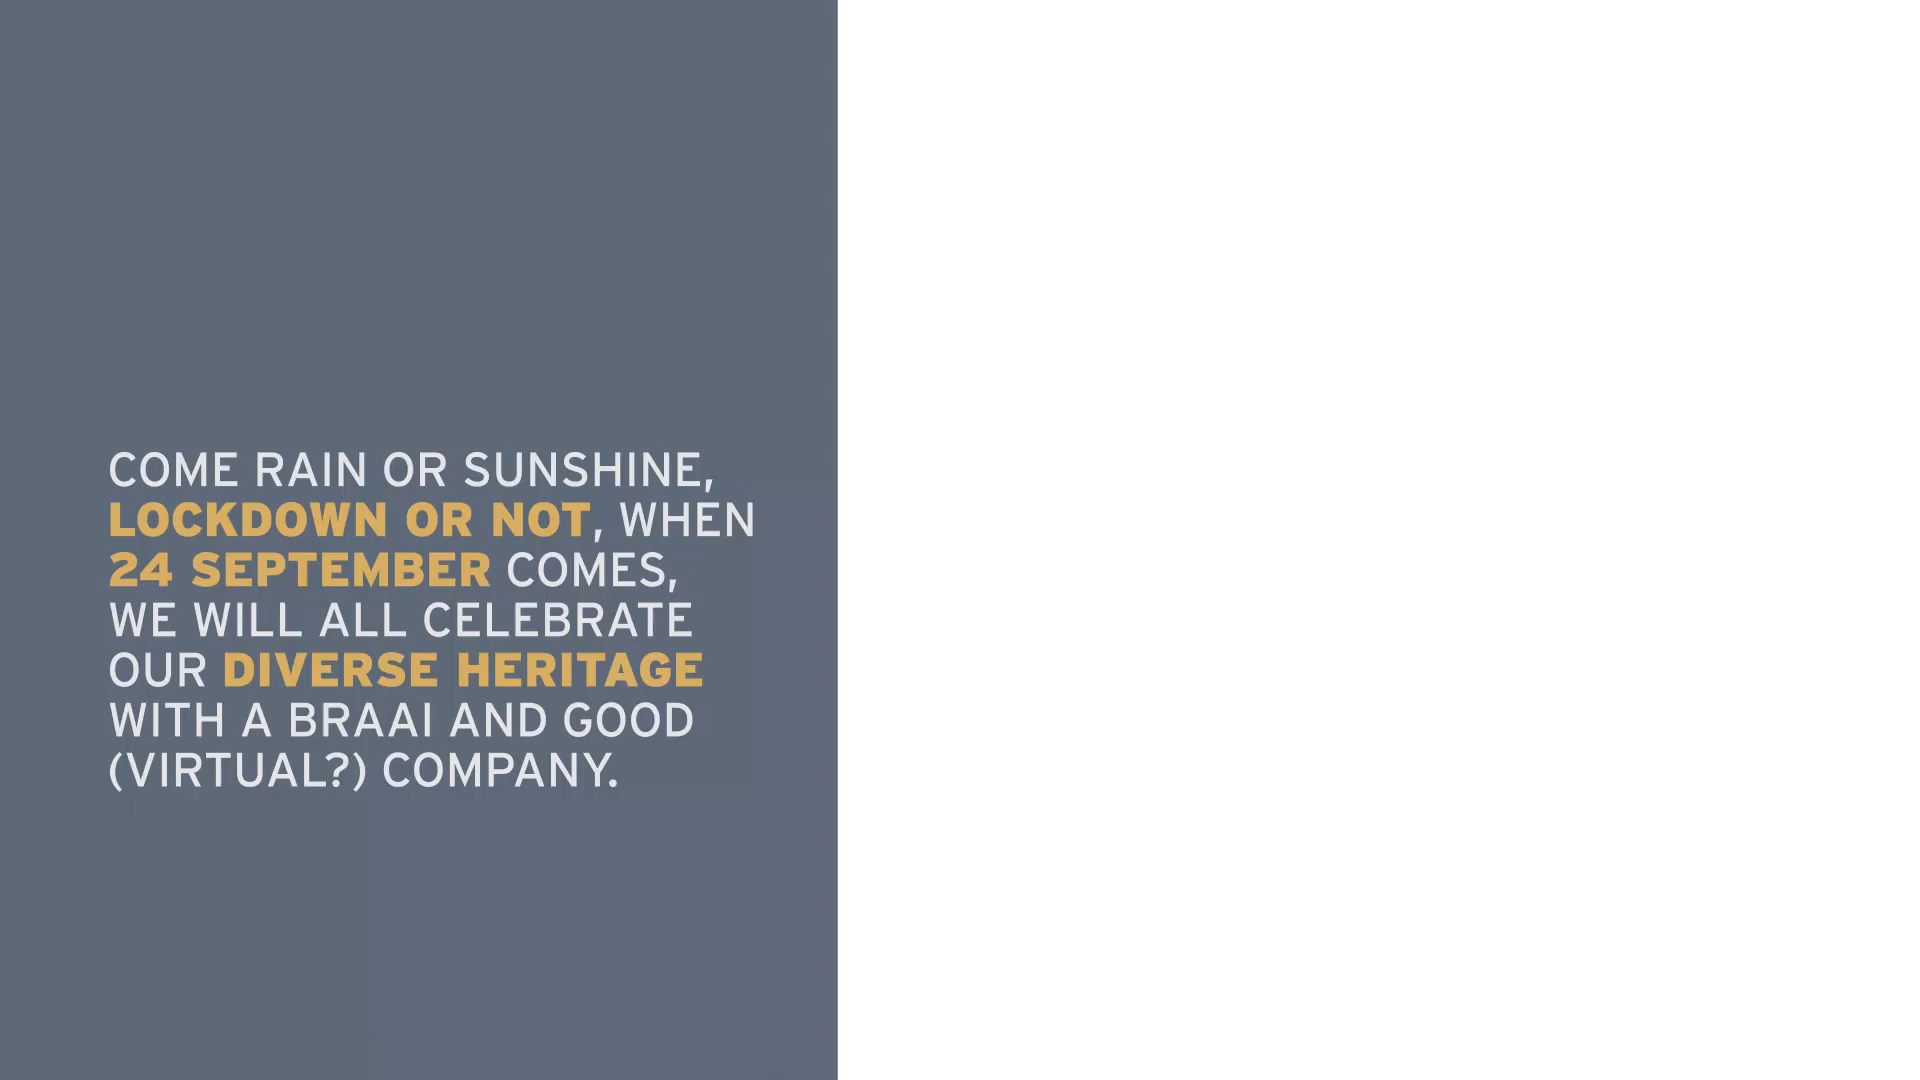 COME RAIN OR SUNSHINE,
LOCKDOWN OR NOT, WHEN
24 SEPTEMBER COMES,
WE WILL ALL CELEBRATE
OUR DIVERSE HERITAGE
WITH A BRAAI AND GOOD
(VIRTUAL?) COMPANY.